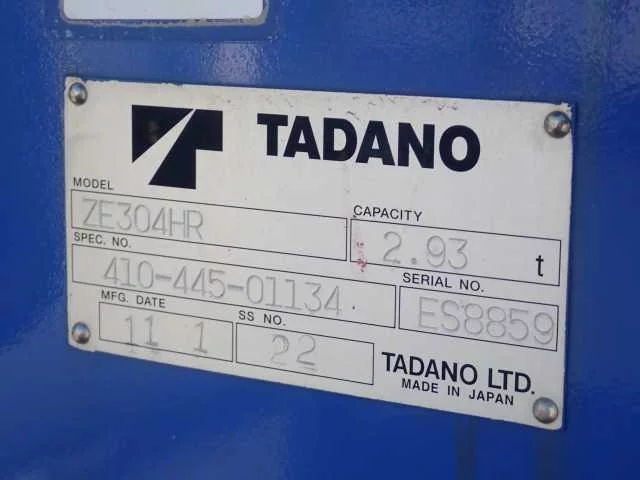 TADANO
MODEL
ZE304HR
CAPACITY
2.93 t
SPEC. NO.
410-445-01134
SERIAL NO.
ES8859
MFG. DATE
11 1
SS NO.
22
TADANO LTD.
MADE IN JAPAN